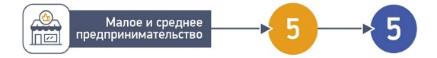 Малое и среднее
предпринимательство
5
5